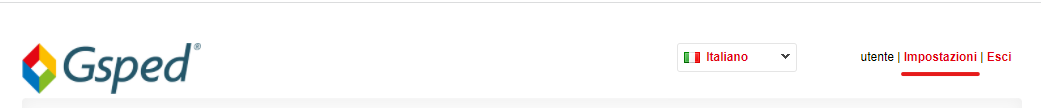 Gsped® Italiano utente | Impostazioni | Esci